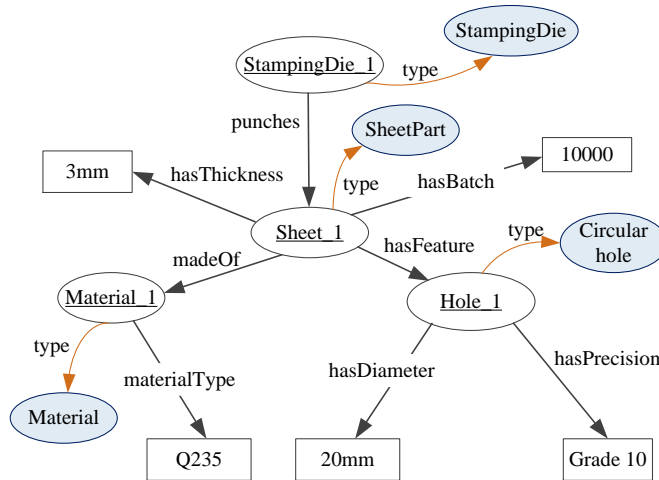 StampingDie
StampingDie_1
type
punches
SheetPart
3mm
hasThickness
type
hasBatch
10000
Sheet_1
type
Circular
hole
madeOf
hasFeature
Material_1
Hole_1
type
materialType
hasDiameter
hasPrecision
Material
Q235
20mm
Grade 10